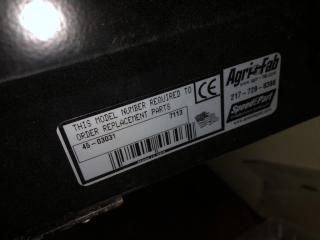 THIS MODEL NUMBER REQUIRED TO
ORDER REPLACEMENT PARTS
45-03031
7113
CE
Agri-Fab
217-728-8388